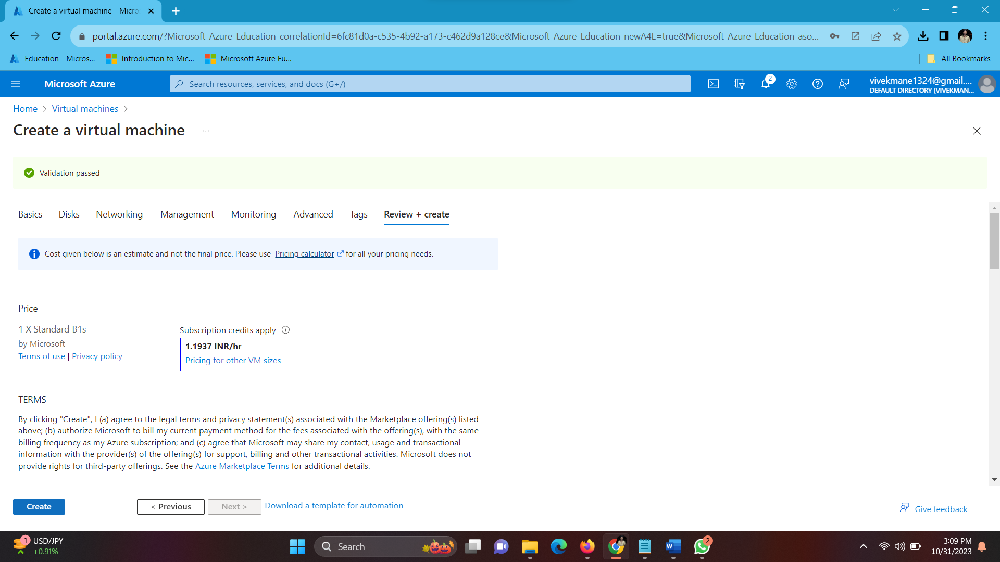 Create a virtual machine - Micro
portal.azure.com/?Microsoft_Azure_Education_correlationId=6fc81d0a-c535-4b92-a173-c462d9a128ce&Microsoft_Azure_Education_newA4E=true&Microsoft_Azure_Education_aso...
Education - Micros...
Introduction to Mic...
Microsoft Azure Fu...
All Bookmarks
Microsoft Azure
Search resources, services, and docs (G+/)
2
vivekmane1324@gmail....
DEFAULT DIRECTORY (VIVEKMAN...
Home > Virtual machines >
Create a virtual machine ...
Validation passed
Basics Disks Networking Management Monitoring Advanced Tags Review + create
Cost given below is an estimate and not the final price. Please use Pricing calculator for all your pricing needs.
Price
1 X Standard B1s
by Microsoft
Terms of use | Privacy policy
Subscription credits apply
1.1937 INR/hr
Pricing for other VM sizes
TERMS
By clicking "Create", I (a) agree to the legal terms and privacy statement(s) associated with the Marketplace offering(s) listed
above; (b) authorize Microsoft to bill my current payment method for the fees associated with the offering(s), with the same
billing frequency as my Azure subscription; and (c) agree that Microsoft may share my contact, usage and transactional
information with the provider(s) of the offering(s) for support, billing and other transactional activities. Microsoft does not
provide rights for third-party offerings. See the Azure Marketplace Terms for additional details.
Create
< Previous
Next >
Download a template for automation
Give feedback
1
USD/JPY
+0.91%
Search
W
2
3:09 PM
10/31/2023